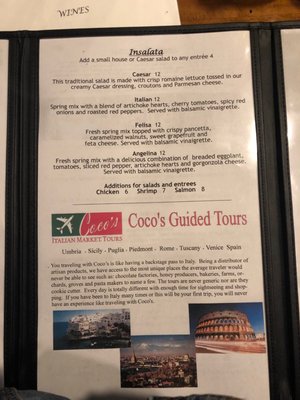 WINES
Insalata
Add a small house or Caesar salad to any entrée 4
Caesar 12
This traditional salad is made with crisp romaine lettuce tossed in our
creamy Caesar dressing, croutons and Parmesan cheese.
Italian 12
Spring mix with a blend of artichoke hearts, cherry tomatoes, spicy red
onions and roasted red peppers. Served with balsamic vinaigrette.
Felisa 12
Fresh spring mix topped with crispy pancetta,
caramelized walnuts, sweet grapefruit and
feta cheese. Served with balsamic vinaigrette.
Angelina 12
Fresh spring mix with a delicious combination of breaded eggplant,
tomatoes, sliced red pepper, artichoke hearts and gorgonzola cheese.
Served with balsamic vinaigrette.
Additions for salads and entrees
Chicken 6 Shrimp 7 Salmon 8
Coco's
ITALIAN MARKET TOURS
Coco's Guided Tours
Umbria . Sicily . Puglia . Piedmont . Rome . Tuscany . Venice Spain
You traveling with Coco's is like having a backstage pass to Italy. Being a distributor of
artisan products, we have access to the most unique places the average traveler would
never be able to see such as: chocolate factories, honey producers, bakeries, farms, or-
chards, groves and pasta makers to name a few. The tours are never generic nor are they
cookie cutter. Every day is totally different with enough time for sightseeing and shop-
ping. If you have been to Italy many times or this will be your first trip, you will never
have an experience like traveling with Coco's.